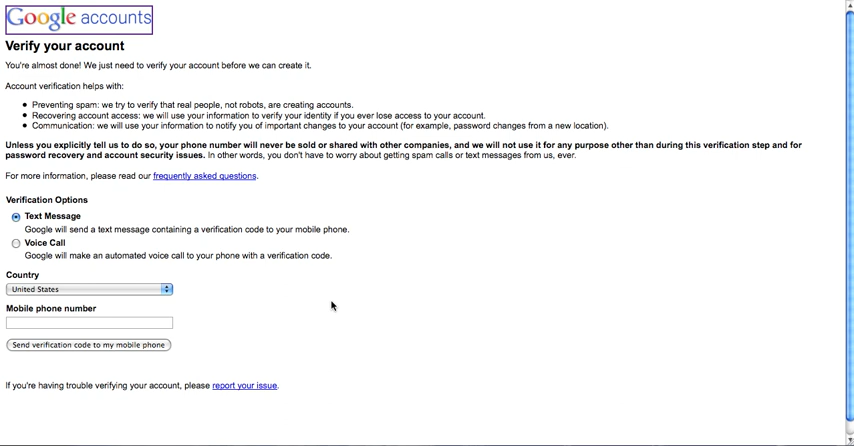 Google accounts
Verify your account
You're almost done! We just need to verify your account before we can create it.
Account verification helps with:
Preventing spam: we try to verify that real people, not robots, are creating accounts.
Recovering account access: we will use your information to verify your identity if you ever lose access to your account.
Communication: we will use your information to notify you of important changes to your account (for example, password changes from a new location).
Unless you explicitly tell us to do so, your phone number will never be sold or shared with other companies, and we will not use it for any purpose other than during this verification step and for
password recovery and account security issues. In other words, you don't have to worry about getting spam calls or text messages from us, ever.
For more information, please read our frequently asked questions.
Verification Options
Text Message
Google will send a text message containing a verification code to your mobile phone.
Voice Call
Google will make an automated voice call to your phone with a verification code.
Country
United States
Mobile phone number
Send verification code to my mobile phone
If you're having trouble verifying your account, please report your issue.